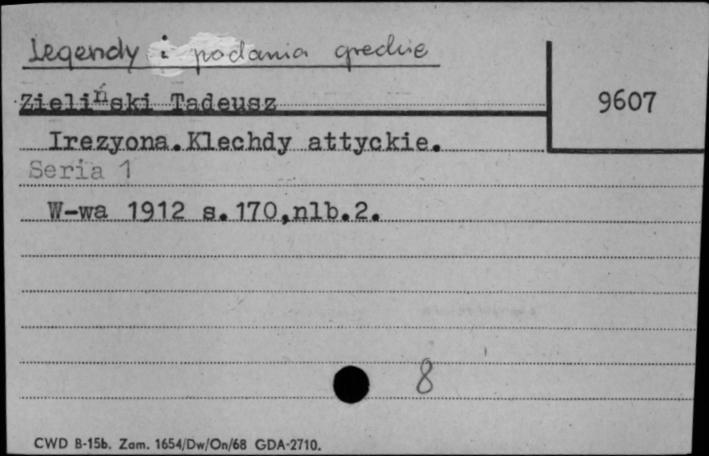 Legendy i podania greckie
Zieliński Tadeusz
9607
Irezyona.Klechdy attyckie.
Seria 1
W-wa 1912 s.170,nlb.2.
8
CWD B-15b. Zam. 1654/Dw/On/68 GDA-2710.